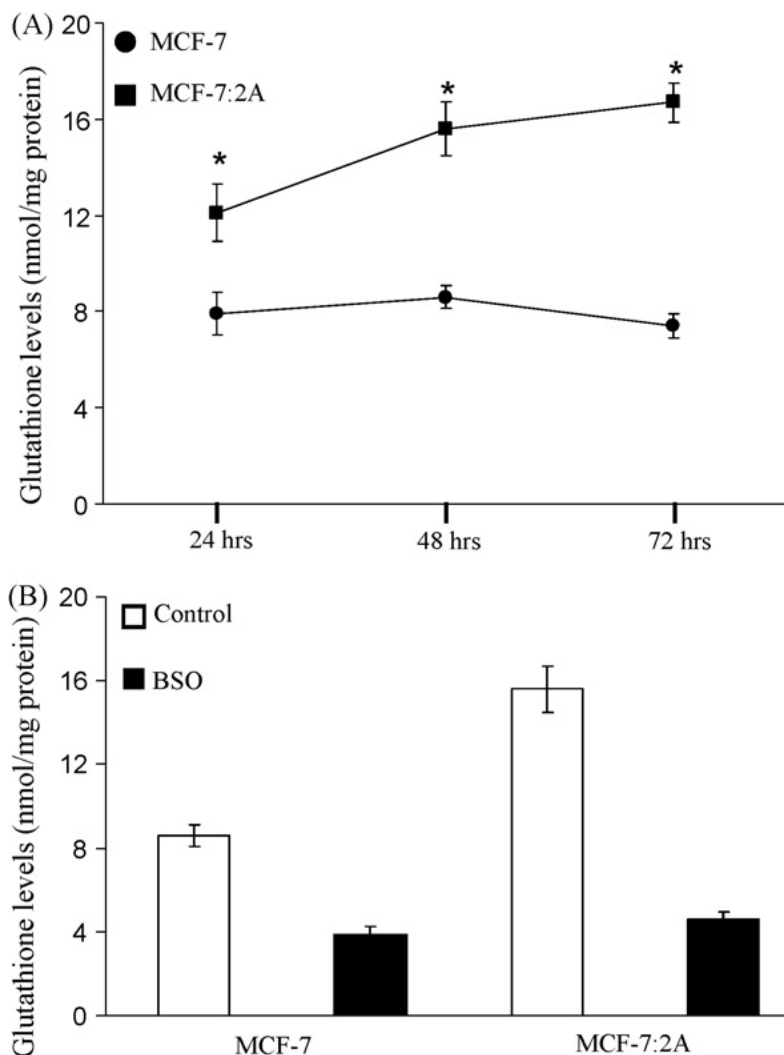 (A)
Glutathione levels (nmol/mg protein)
20
16
12
8
4
0
MCF-7
MCF-7:2A
*
*
*
24 hrs
48 hrs
72 hrs
(B)
Glutathione levels (nmol/mg protein)
20
16
12
8
4
0
Control
BSO
MCF-7
MCF-7:2A